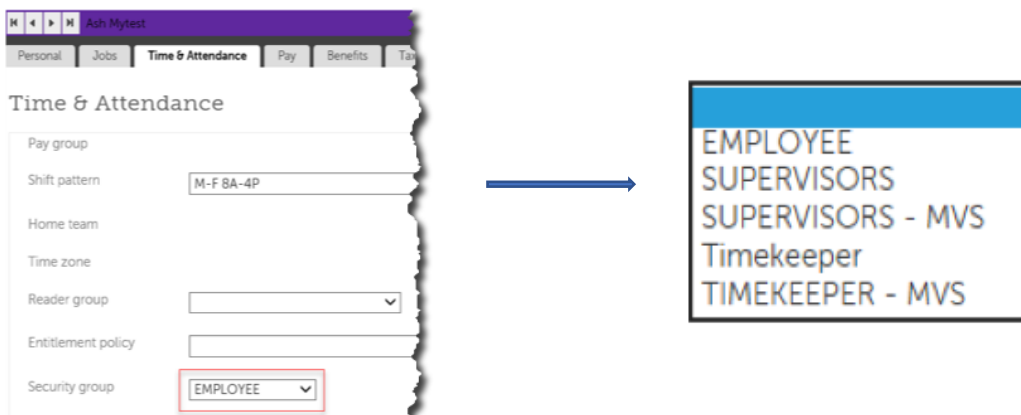 Ash Mytest
Personal Jobs Time & Attendance Pay Benefits Ta
Time & Attendance
Pay group
Shift pattern M-F 8A-4P
Home team
Time zone
Reader group
Entitlement policy
Security group EMPLOYEE
EMPLOYEE
SUPERVISORS
SUPERVISORS - MVS
Timekeeper
TIMEKEEPER - MVS